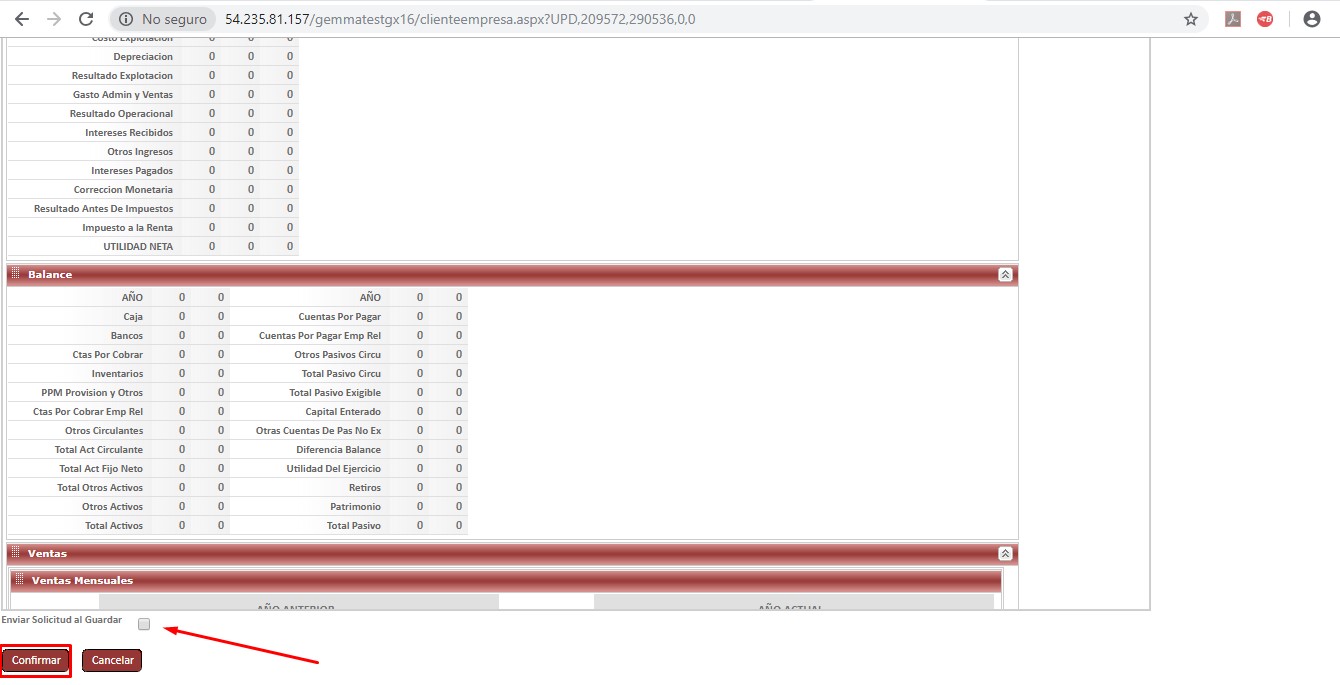 No seguro 54.235.81.157/gemmatestgx16/clienteempresa.aspx?UPD,209572,290536,0,0
Costo Explotacion 0 0 0
Depreciacion 0 0 0
Resultado Explotacion 0 0 0
Gasto Admin y Ventas 0 0 0
Resultado Operacional 0 0 0
Intereses Recibidos 0 0 0
Otros Ingresos 0 0 0
Intereses Pagados 0 0 0
Correccion Monetaria 0 0 0
Resultado Antes De Impuestos 0 0 0
Impuesto a la Renta 0 0 0
UTILIDAD NETA 0 0 0
Balance
AÑO 0 0 AÑO 0 0
Caja 0 0 Cuentas Por Pagar 0 0
Bancos 0 0 Cuentas Por Pagar Emp Rel 0 0
Ctas Por Cobrar 0 0 Otros Pasivos Circu 0 0
Inventarios 0 0 Total Pasivo Circu 0 0
PPM Provision y Otros 0 0 Total Pasivo Exigible 0 0
Ctas Por Cobrar Emp Rel 0 0 Capital Enterado 0 0
Otros Circulantes 0 0 Otras Cuentas De Pas No Ex 0 0
Total Act Circulante 0 0 Diferencia Balance 0 0
Total Act Fijo Neto 0 0 Utilidad Del Ejercicio 0 0
Total Otros Activos 0 0 Retiros 0 0
Otros Activos 0 0 Patrimonio 0 0
Total Activos 0 0 Total Pasivo 0 0
Ventas
Ventas Mensuales
AÑO ANTERIOR AÑO ACTUAL
Enviar Solicitud al Guardar
Confirmar Cancelar